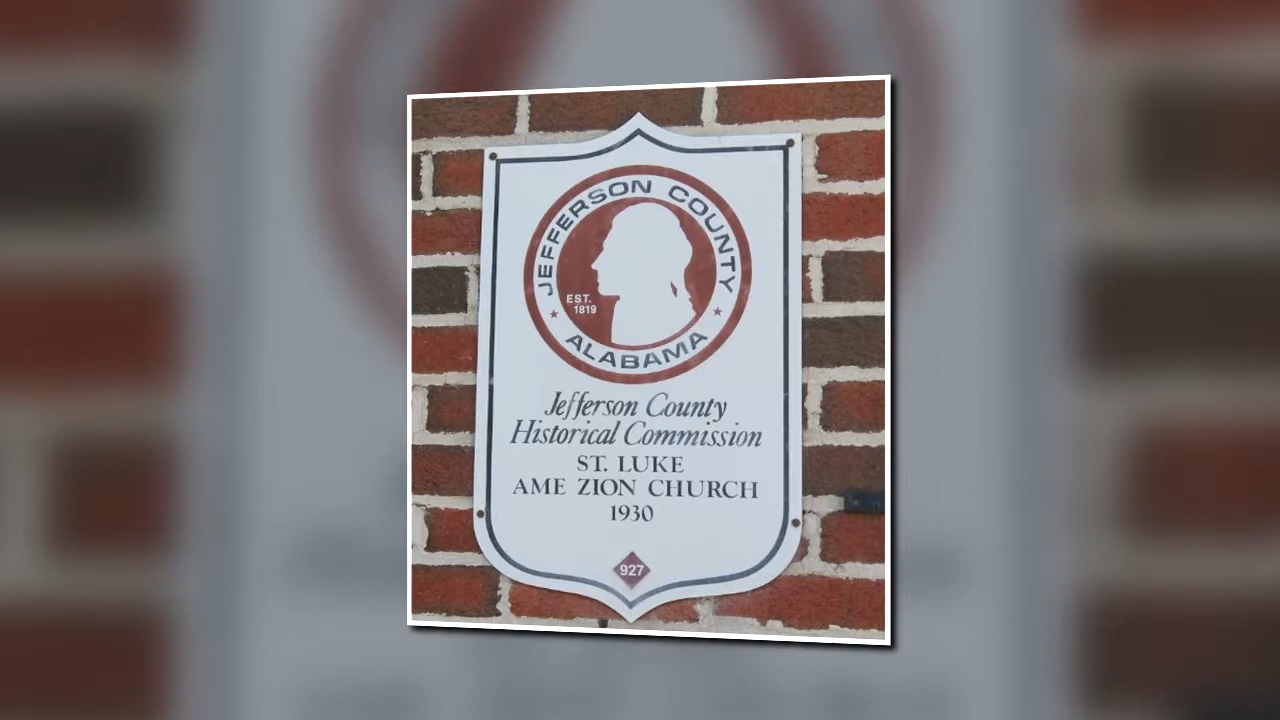 JEFFERSON COUNTY
EST.
1819
ALABAMA
Jefferson County
Historical Commission
ST. LUKE
AME ZION CHURCH
1930
927